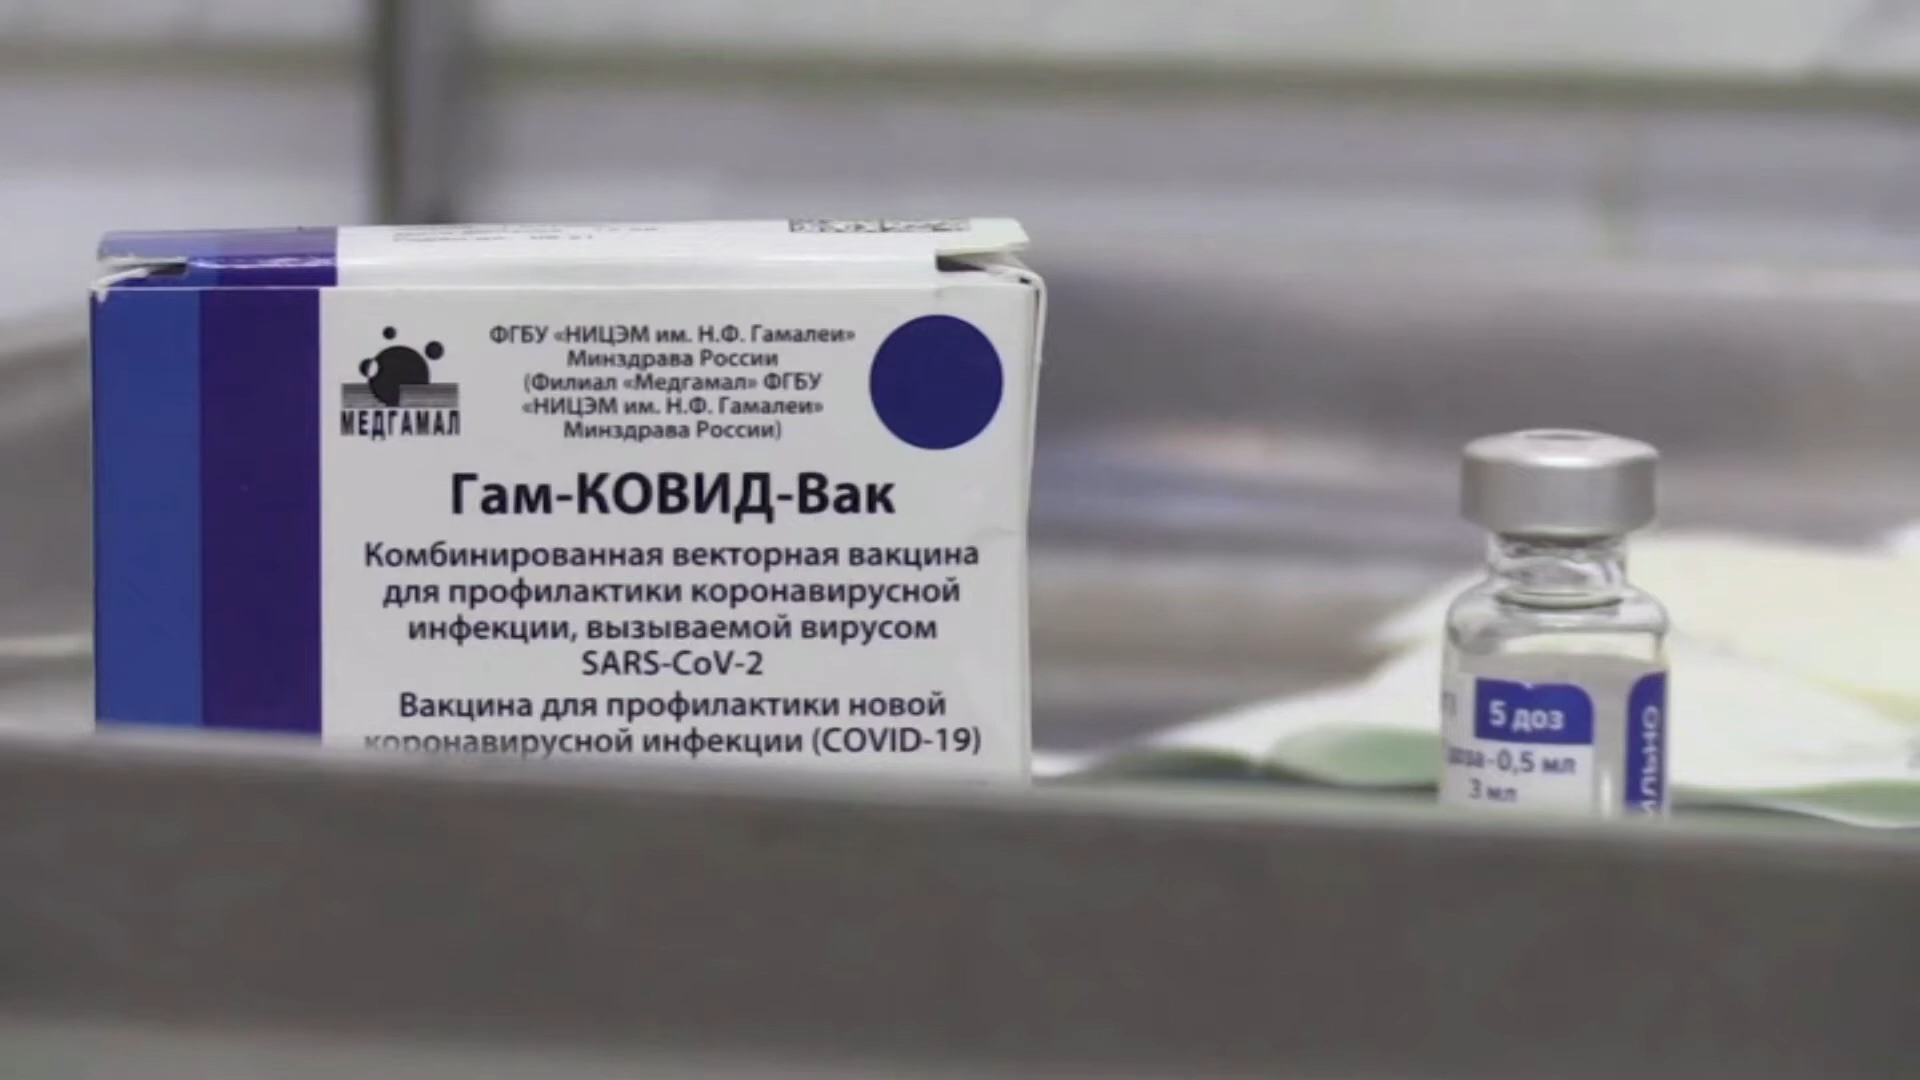 МЕДГАМАЛ
ФГБУ «НИЦЭМ им. Н.Ф. Гамалеи»
Минздрава России
(Филиал «Медгамал» ФГБУ
«НИЦЭМ им. Н.Ф. Гамалеи»
Минздрава России)
Гам-КОВИД-Вак
Комбинированная векторная вакцина
для профилактики коронавирусной
инфекции, вызываемой вирусом
SARS-CoV-2
Вакцина для профилактики новой
коронавирусной инфекции (COVID-19)
5 доз
доза-0,5 мл
3 мл